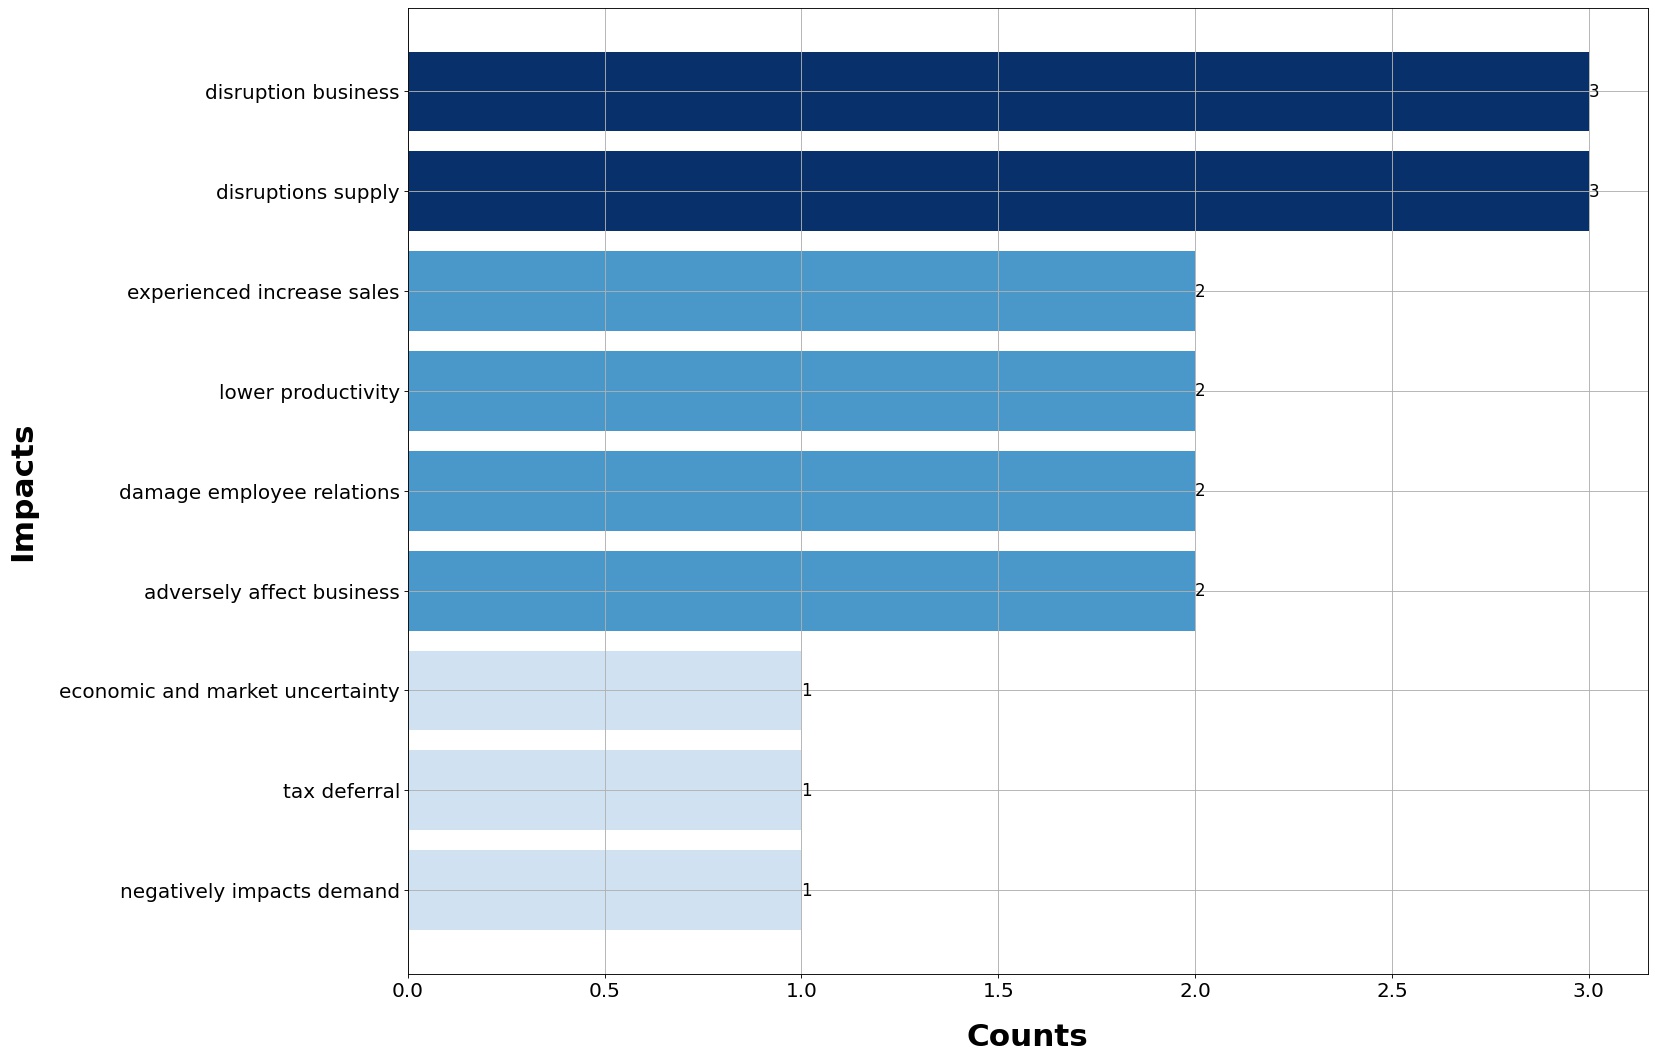 disruption business
3
disruptions supply
3
experienced increase sales
2
lower productivity
2
damage employee relations
2
adversely affect business
2
economic and market uncertainty
1
tax deferral
1
negatively impacts demand
1
Impacts
0.0 0.5 1.0 1.5 2.0 2.5 3.0
Counts